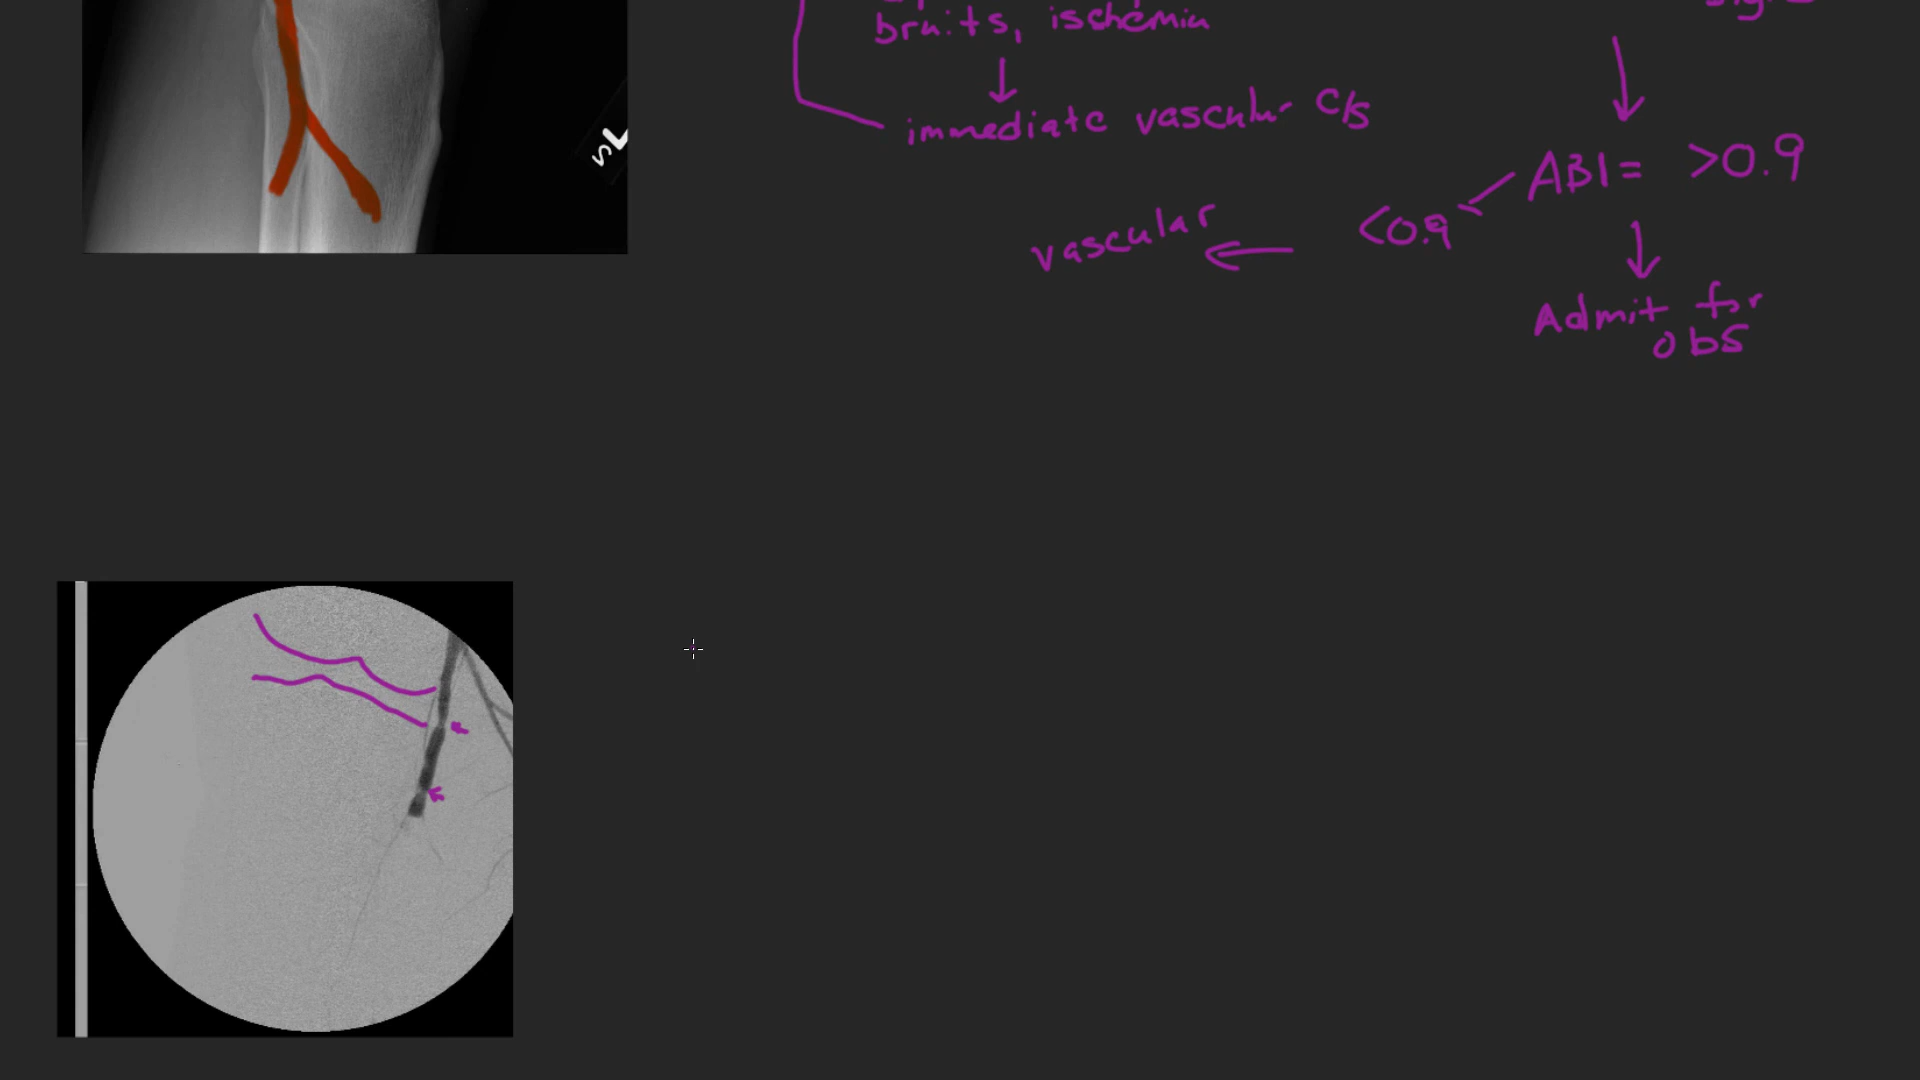 bruits, ischemia
immediate vascular c/s
ABI = >0.9
<0.9
vascular
Admit for
obs
L
S